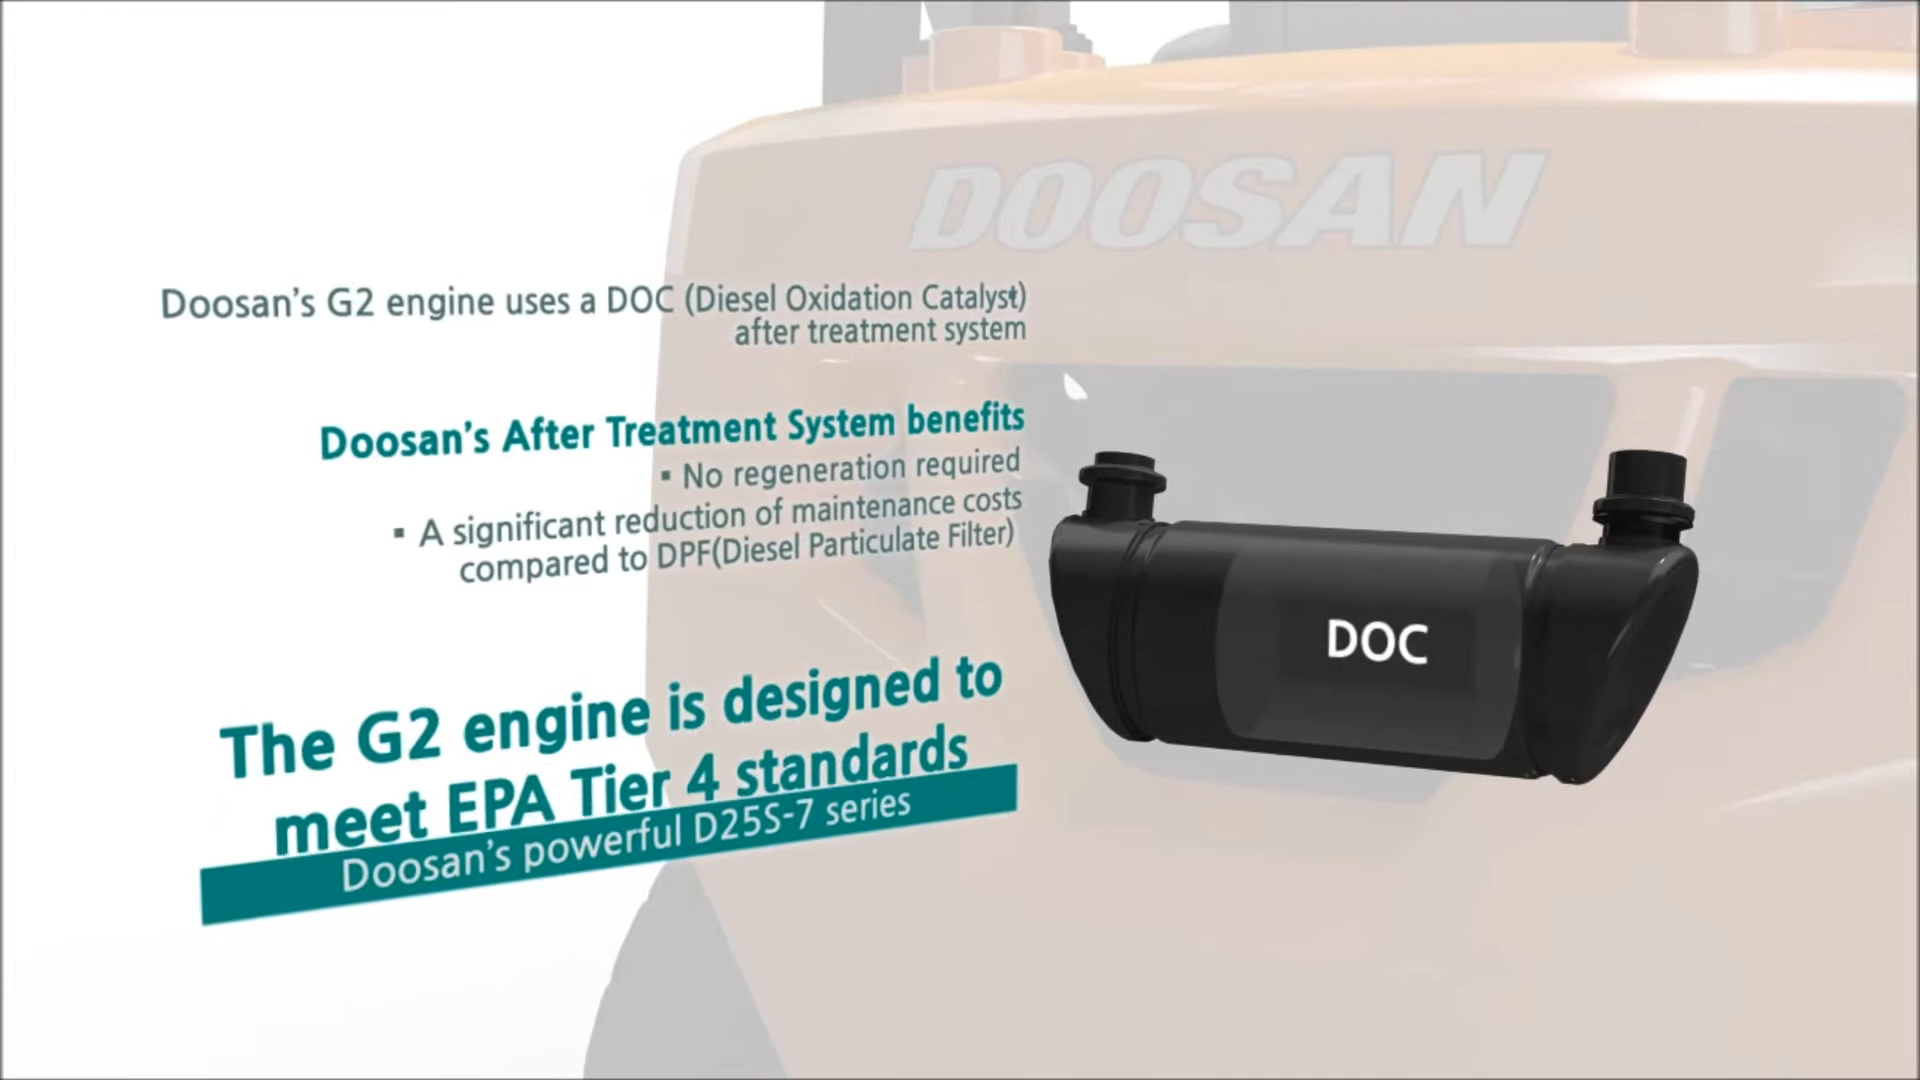 DOOSAN
Doosan's G2 engine uses a DOC (Diesel Oxidation Catalyst)
after treatment system
Doosan's After Treatment System benefits
▪ No regeneration required
▪ A significant reduction of maintenance costs
compared to DPF(Diesel Particulate Filter)
DOC
The G2 engine is designed to
meet EPA Tier 4 standards
Doosan's powerful D25S-7 series